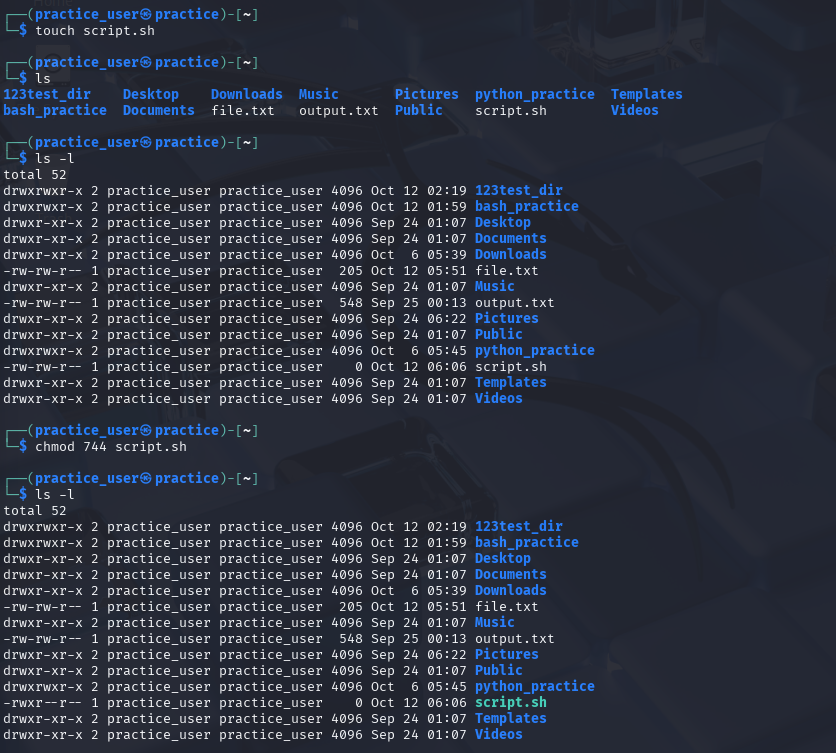 ┌──(practice_user㉿practice)-[~]
└─$ touch script.sh
┌──(practice_user㉿practice)-[~]
└─$ ls
123test_dir    Desktop    Downloads  Music       Pictures  python_practice  Templates
bash_practice  Documents  file.txt   output.txt  Public    script.sh        Videos
┌──(practice_user㉿practice)-[~]
└─$ ls -l
total 52
drwxrwxr-x 2 practice_user practice_user 4096 Oct 12 02:19 123test_dir
drwxrwxr-x 2 practice_user practice_user 4096 Oct 12 01:59 bash_practice
drwxr-xr-x 2 practice_user practice_user 4096 Sep 24 01:07 Desktop
drwxr-xr-x 2 practice_user practice_user 4096 Sep 24 01:07 Documents
drwxr-xr-x 2 practice_user practice_user 4096 Oct  6 05:39 Downloads
-rw-rw-r-- 1 practice_user practice_user  205 Oct 12 05:51 file.txt
drwxr-xr-x 2 practice_user practice_user 4096 Sep 24 01:07 Music
-rw-rw-r-- 1 practice_user practice_user  548 Sep 25 00:13 output.txt
drwxr-xr-x 2 practice_user practice_user 4096 Sep 24 06:22 Pictures
drwxr-xr-x 2 practice_user practice_user 4096 Sep 24 01:07 Public
drwxrwxr-x 2 practice_user practice_user 4096 Oct  6 05:45 python_practice
-rw-rw-r-- 1 practice_user practice_user    0 Oct 12 06:06 script.sh
drwxr-xr-x 2 practice_user practice_user 4096 Sep 24 01:07 Templates
drwxr-xr-x 2 practice_user practice_user 4096 Sep 24 01:07 Videos
┌──(practice_user㉿practice)-[~]
└─$ chmod 744 script.sh
┌──(practice_user㉿practice)-[~]
└─$ ls -l
total 52
drwxrwxr-x 2 practice_user practice_user 4096 Oct 12 02:19 123test_dir
drwxrwxr-x 2 practice_user practice_user 4096 Oct 12 01:59 bash_practice
drwxr-xr-x 2 practice_user practice_user 4096 Sep 24 01:07 Desktop
drwxr-xr-x 2 practice_user practice_user 4096 Sep 24 01:07 Documents
drwxr-xr-x 2 practice_user practice_user 4096 Oct  6 05:39 Downloads
-rw-rw-r-- 1 practice_user practice_user  205 Oct 12 05:51 file.txt
drwxr-xr-x 2 practice_user practice_user 4096 Sep 24 01:07 Music
-rw-rw-r-- 1 practice_user practice_user  548 Sep 25 00:13 output.txt
drwxr-xr-x 2 practice_user practice_user 4096 Sep 24 06:22 Pictures
drwxr-xr-x 2 practice_user practice_user 4096 Sep 24 01:07 Public
drwxrwxr-x 2 practice_user practice_user 4096 Oct  6 05:45 python_practice
-rwxr--r-- 1 practice_user practice_user    0 Oct 12 06:06 script.sh
drwxr-xr-x 2 practice_user practice_user 4096 Sep 24 01:07 Templates
drwxr-xr-x 2 practice_user practice_user 4096 Sep 24 01:07 Videos